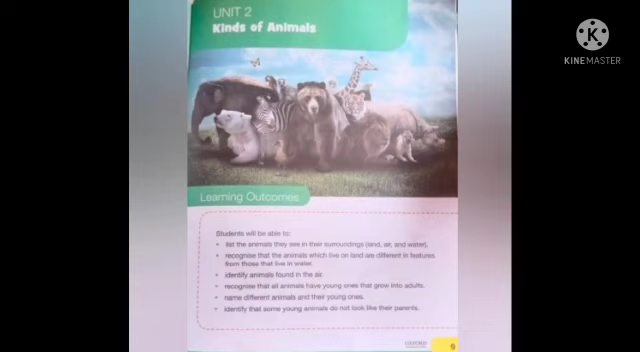 UNIT 2
Kinds of Animals
KINEMASTER
Learning Outcomes
Students will be able to:
• list the animals they see in their surroundings (land, air, and water).
• recognise that the animals which live on land are different in features
from those that live in water.
• identify animals found in the air.
• recognise that all animals have young ones that grow into adults.
• name different animals and their young ones.
• identify that some young animals do not look like their parents.
OXFORD